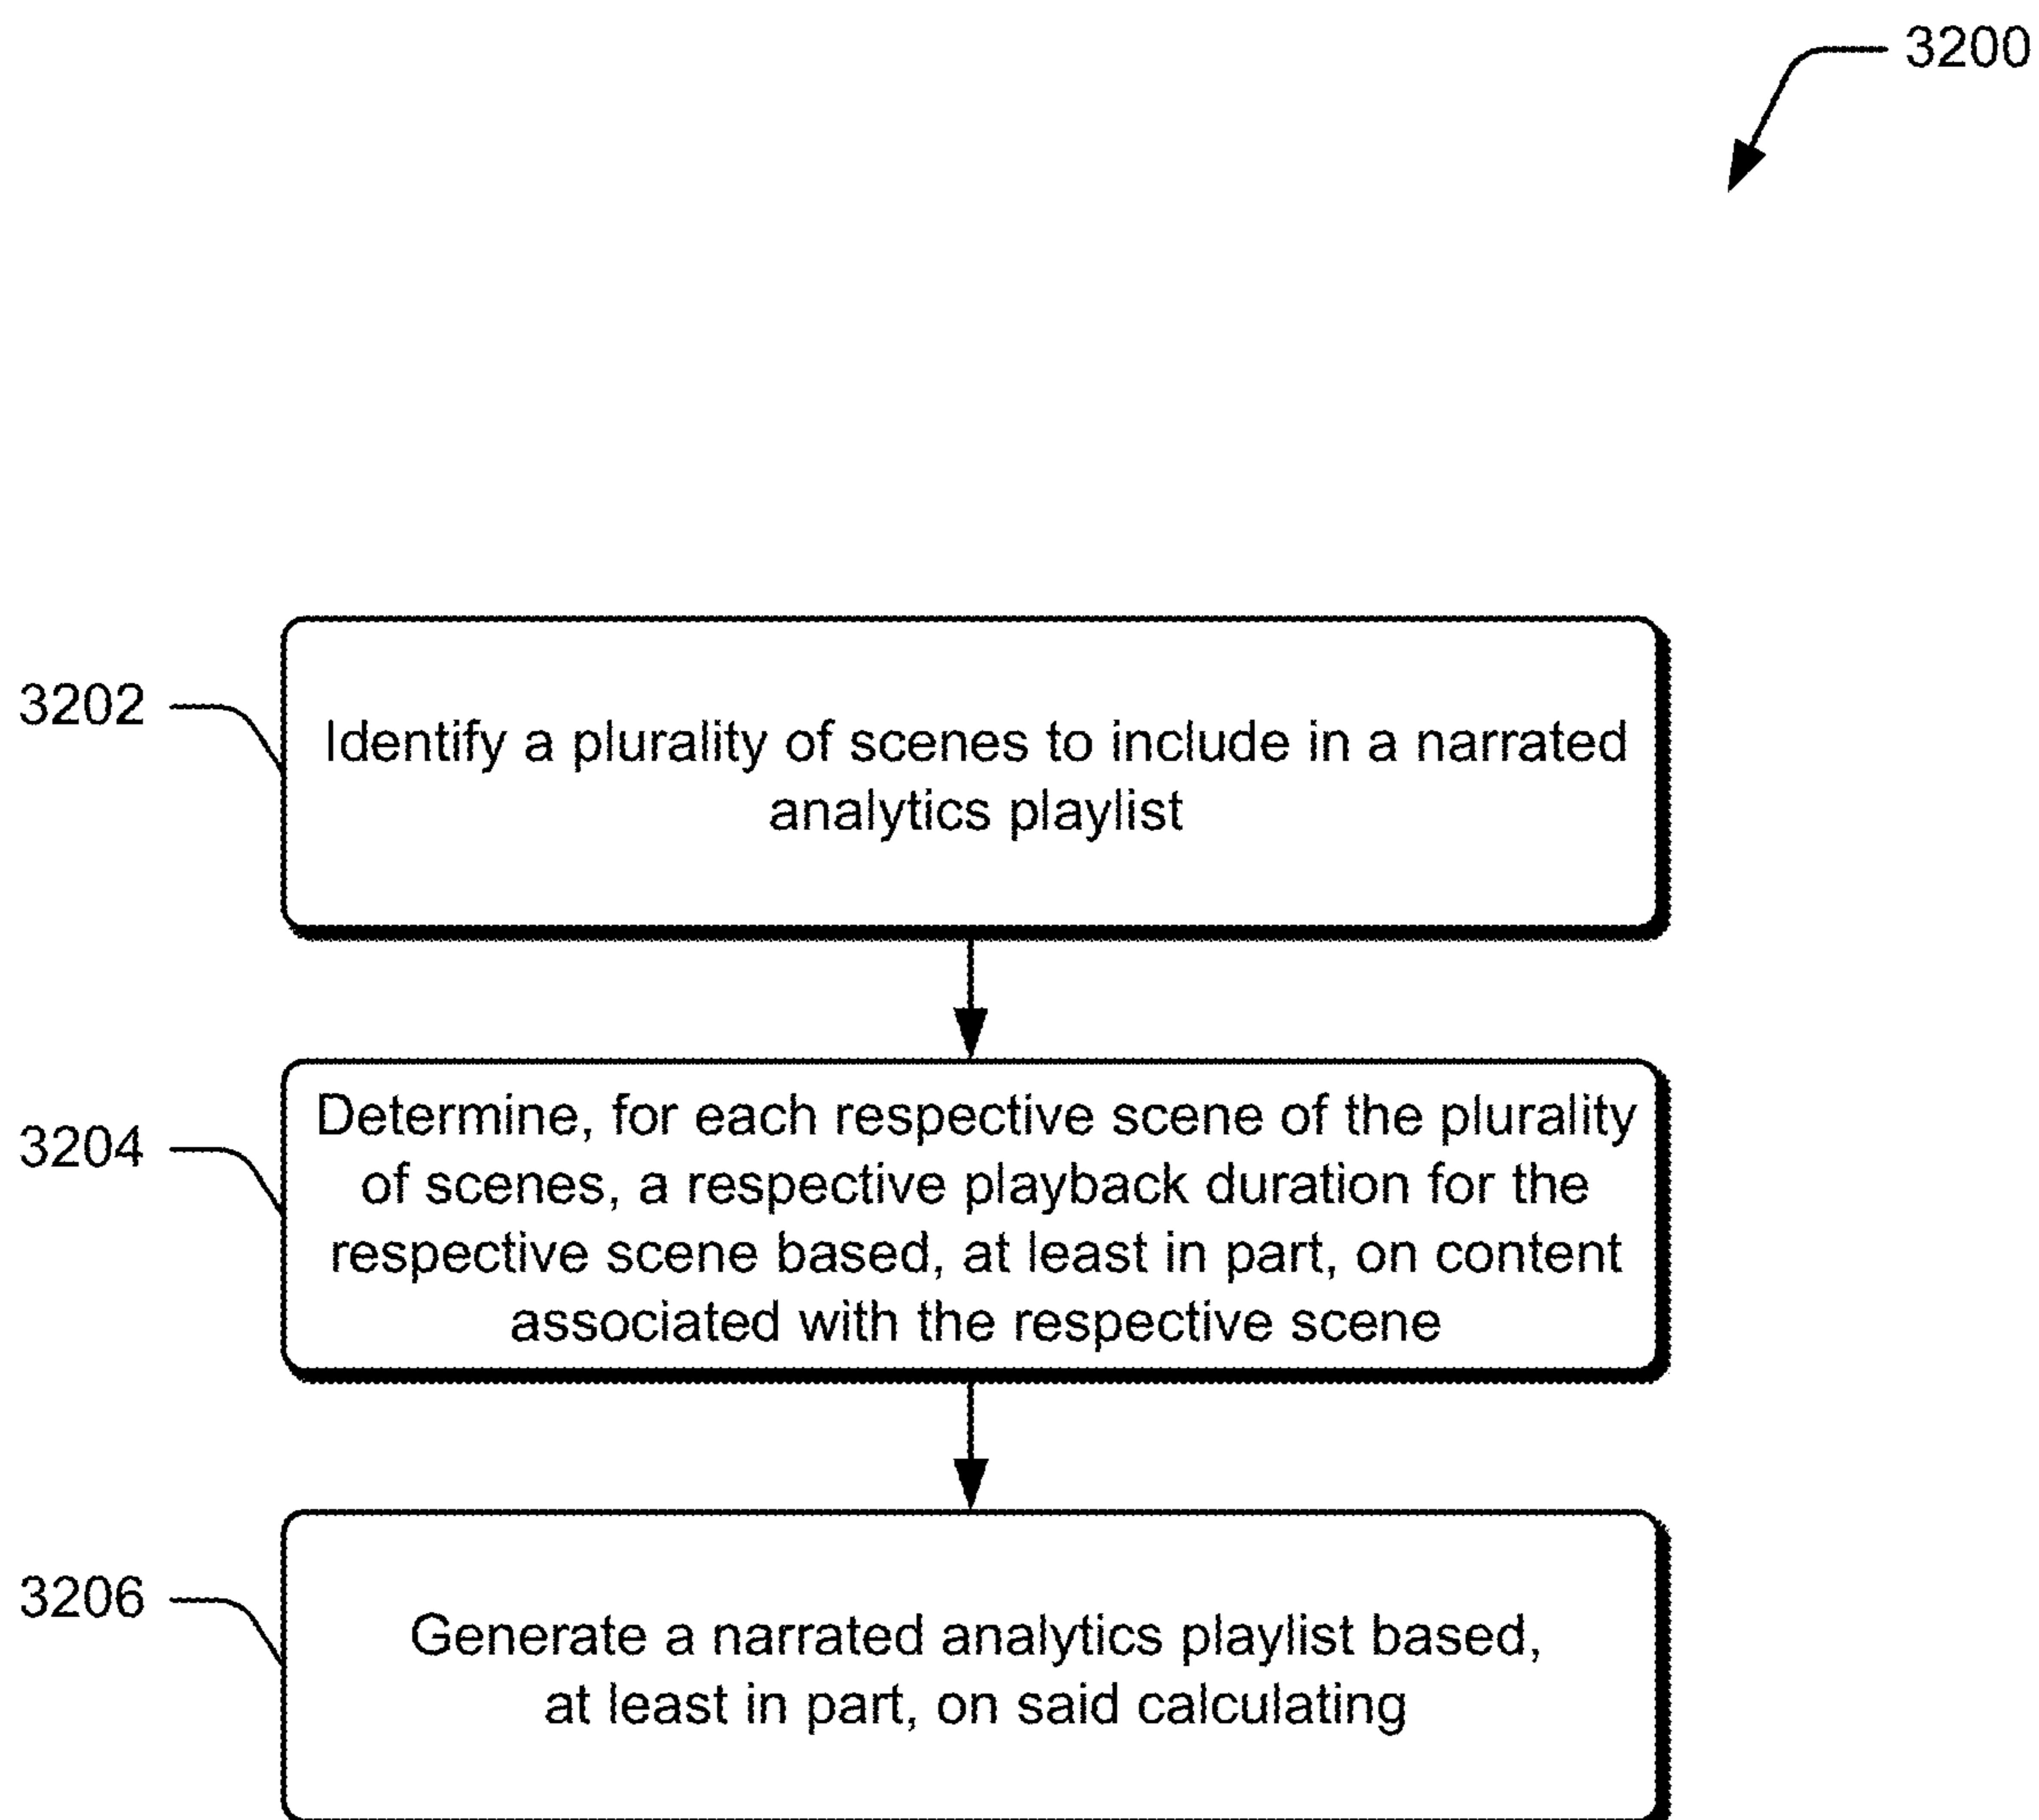 3200
3202
Identify a plurality of scenes to include in a narrated
analytics playlist
3204
Determine, for each respective scene of the plurality
of scenes, a respective playback duration for the
respective scene based, at least in part, on content
associated with the respective scene
3206
Generate a narrated analytics playlist based,
at least in part, on said calculating